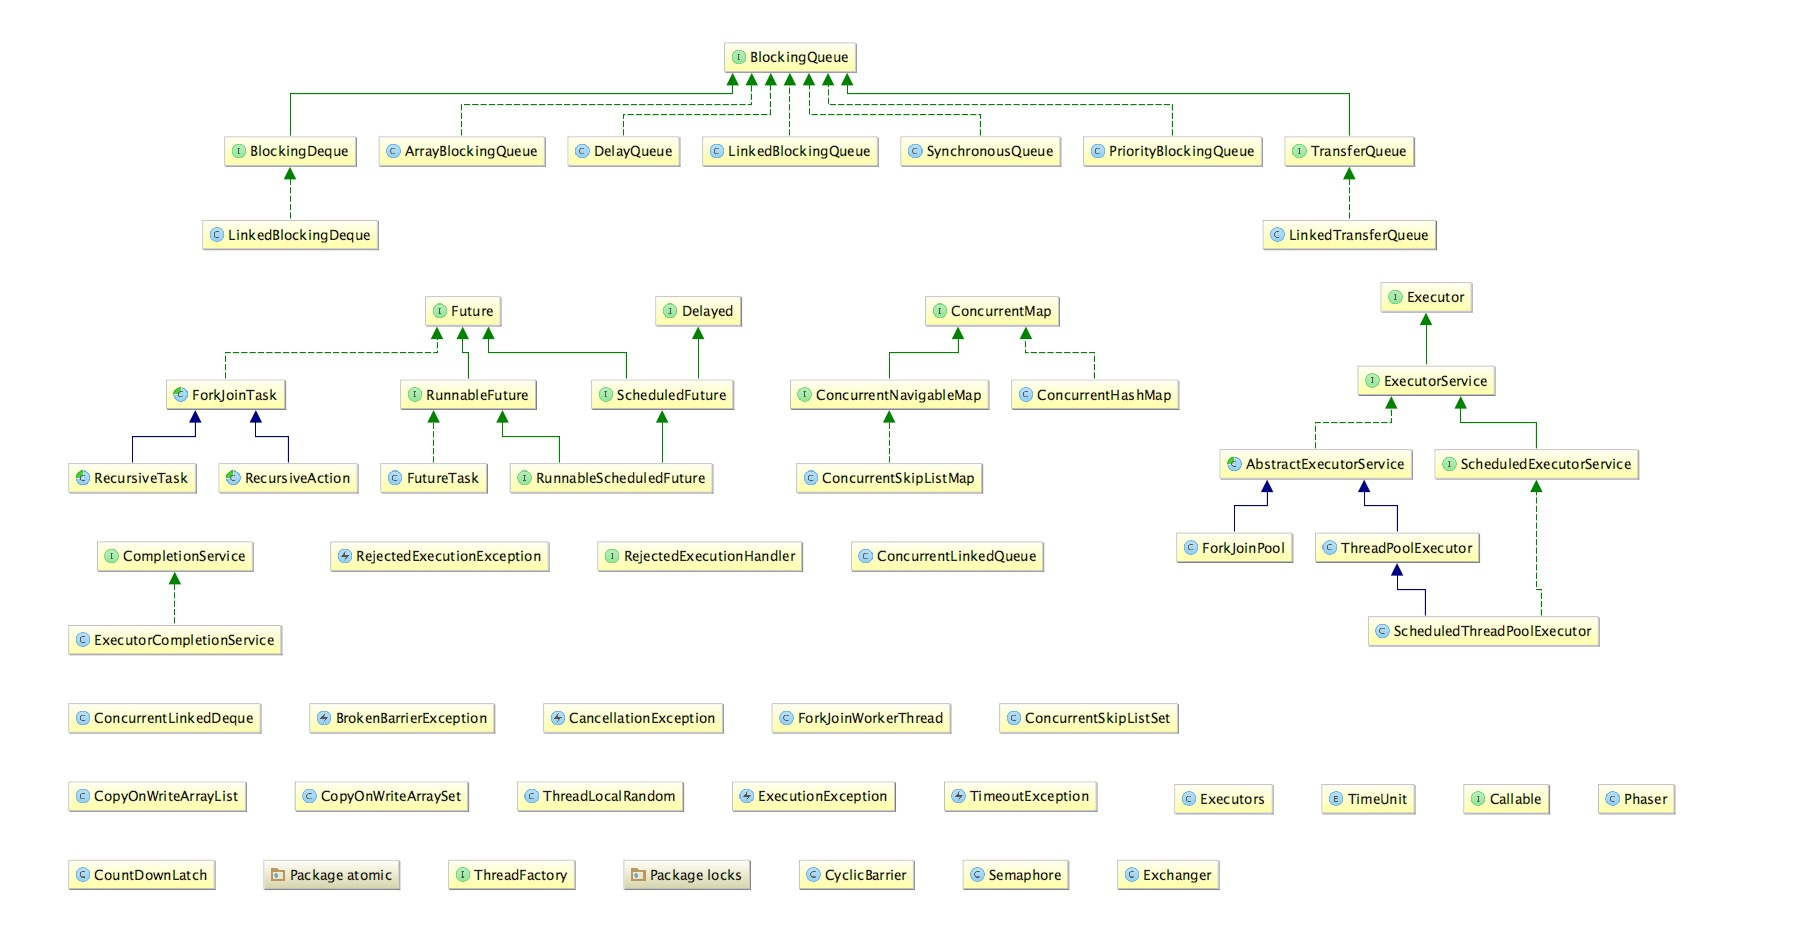 BlockingQueue
BlockingDeque ArrayBlockingQueue DelayQueue LinkedBlockingQueue SynchronousQueue PriorityBlockingQueue TransferQueue
LinkedBlockingDeque LinkedTransferQueue
Future Delayed ConcurrentMap Executor
ForkJoinTask RunnableFuture ScheduledFuture ConcurrentNavigableMap ConcurrentHashMap ExecutorService
RecursiveTask RecursiveAction FutureTask RunnableScheduledFuture ConcurrentSkipListMap AbstractExecutorService ScheduledExecutorService
CompletionService RejectedExecutionException RejectedExecutionHandler ConcurrentLinkedQueue ForkJoinPool ThreadPoolExecutor
ExecutorCompletionService ScheduledThreadPoolExecutor
ConcurrentLinkedDeque BrokenBarrierException CancellationException ForkJoinWorkerThread ConcurrentSkipListSet
CopyOnWriteArrayList CopyOnWriteArraySet ThreadLocalRandom ExecutionException TimeoutException Executors TimeUnit Callable Phaser
CountDownLatch Package atomic ThreadFactory Package locks CyclicBarrier Semaphore Exchanger